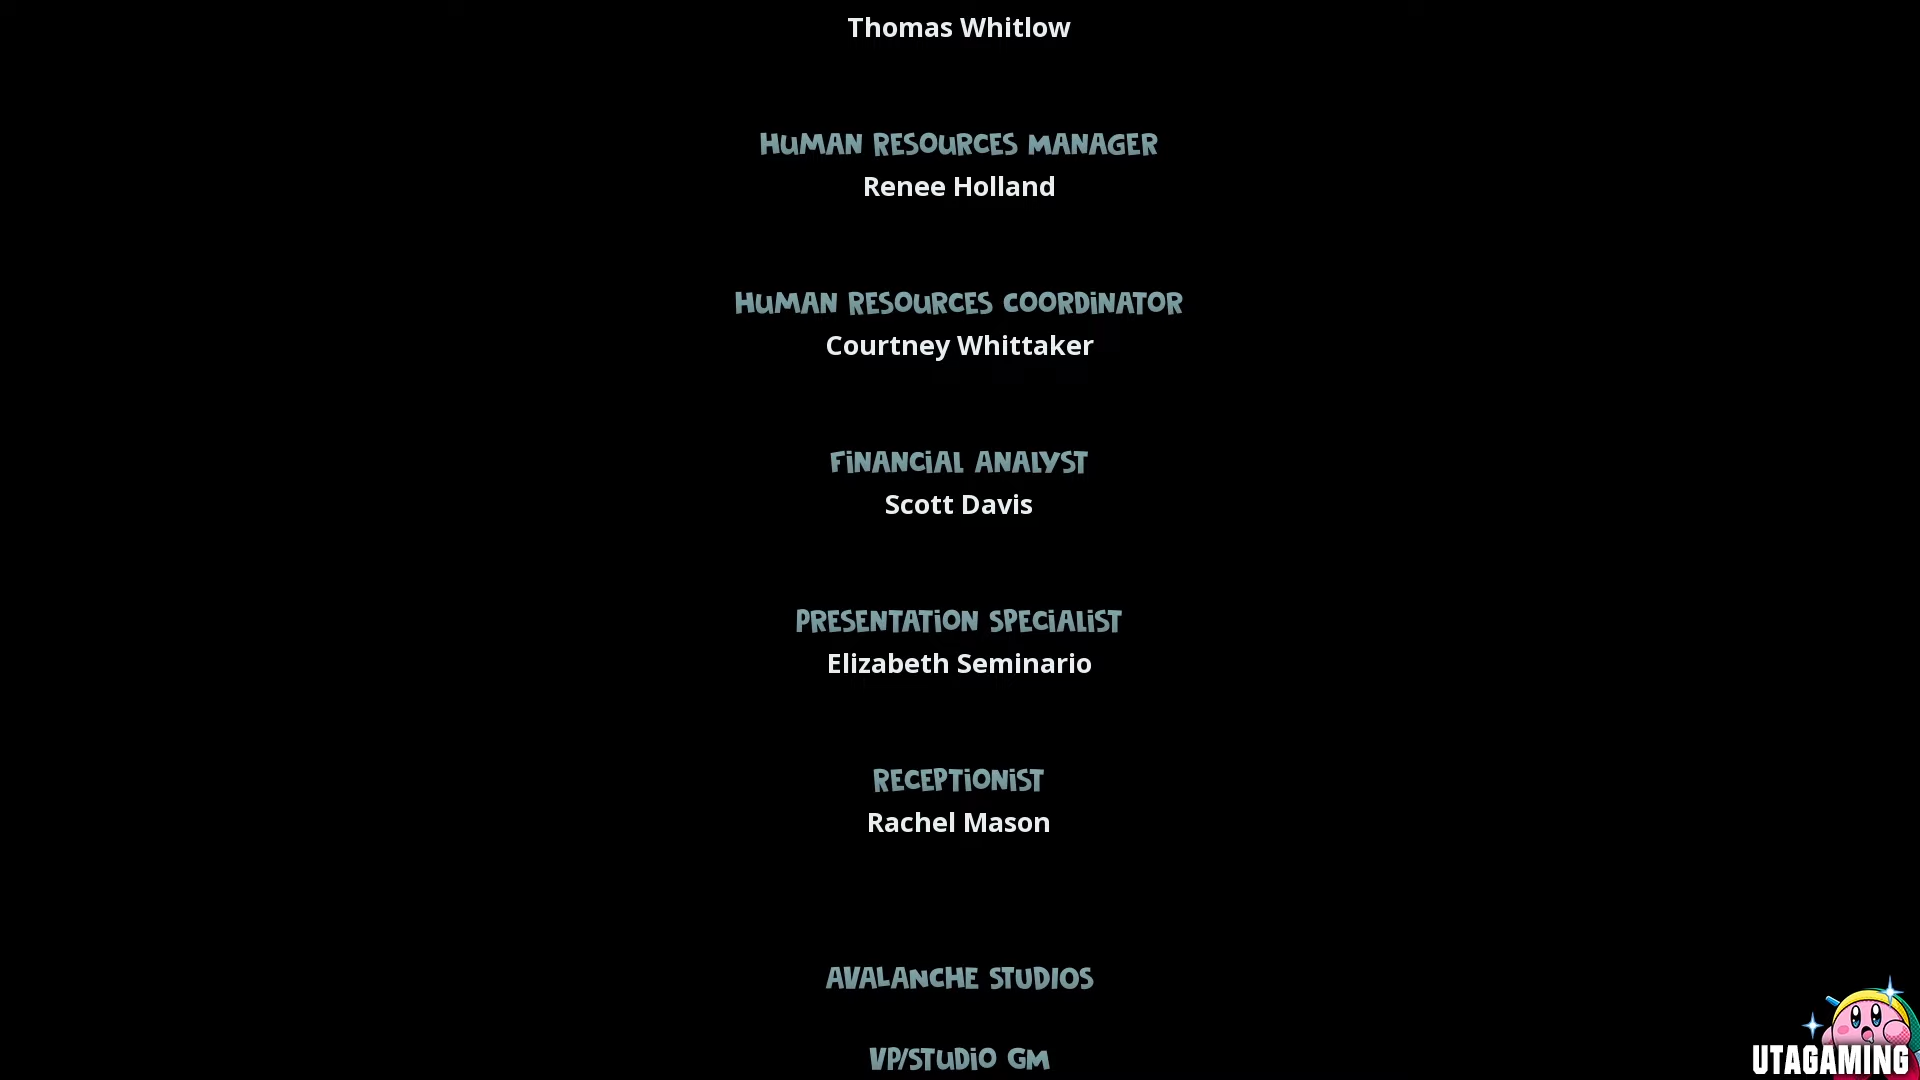 Thomas Whitlow
HUMAN RESOURCES MANAGER
Renee Holland
HUMAN RESOURCES COORDINATOR
Courtney Whittaker
FINANCIAL ANALYST
Scott Davis
PRESENTATION SPECIALIST
Elizabeth Seminario
RECEPTIONIST
Rachel Mason
AVALANCHE STUDIOS
VP/STUDIO GM
UTAGAMING